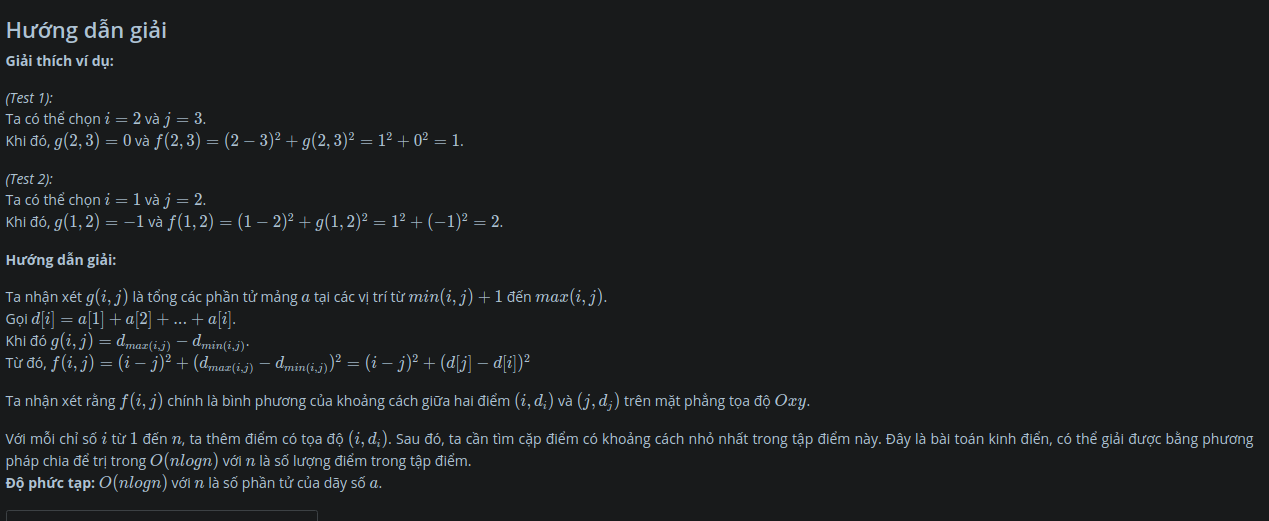 Hướng dẫn giải
Giải thích ví dụ:
(Test 1):
Ta có thể chọn i = 2 và j = 3.
Khi đó, g(2, 3) = 0 và f(2, 3) = (2 − 3)² + g(2, 3)² = 1² + 0² = 1.
(Test 2):
Ta có thể chọn i = 1 và j = 2.
Khi đó, g(1, 2) = −1 và f(1, 2) = (1 − 2)² + g(1, 2)² = 1² + (−1)² = 2.
Hướng dẫn giải:
Ta nhận xét g(i, j) là tổng các phần tử mảng a tại các vị trí từ min(i, j) + 1 đến max(i, j).
Gọi d[i] = a[1] + a[2] + ... + a[i].
Khi đó g(i, j) = d_{max(i,j)} − d_{min(i,j)}.
Từ đó, f(i, j) = (i − j)² + (d_{max(i,j)} − d_{min(i,j)})² = (i − j)² + (d[j] − d[i])²
Ta nhận xét rằng f(i, j) chính là bình phương của khoảng cách giữa hai điểm (i, d_i) và (j, d_j) trên mặt phẳng tọa độ Oxy.
Với mỗi chỉ số i từ 1 đến n, ta thêm điểm có tọa độ (i, d_i). Sau đó, ta cần tìm cặp điểm có khoảng cách nhỏ nhất trong tập điểm này. Đây là bài toán kinh điển, có thể giải được bằng phương
pháp chia để trị trong O(nlogn) với n là số lượng điểm trong tập điểm.
Độ phức tạp: O(nlogn) với n là số phần tử của dãy số a.